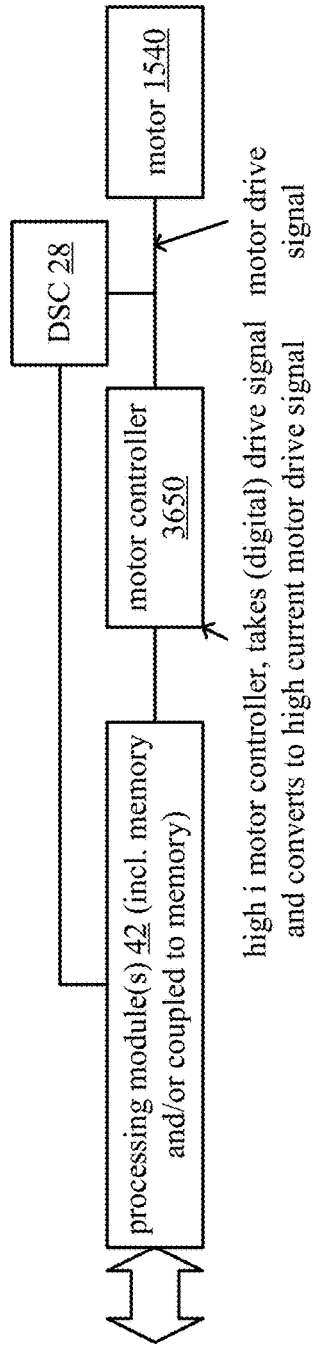 processing module(s) 42 (incl. memory
and/or coupled to memory)
motor controller
3650
DSC 28
motor 1540
high i motor controller, takes (digital) drive signal
and converts to high current motor drive signal
motor drive
signal